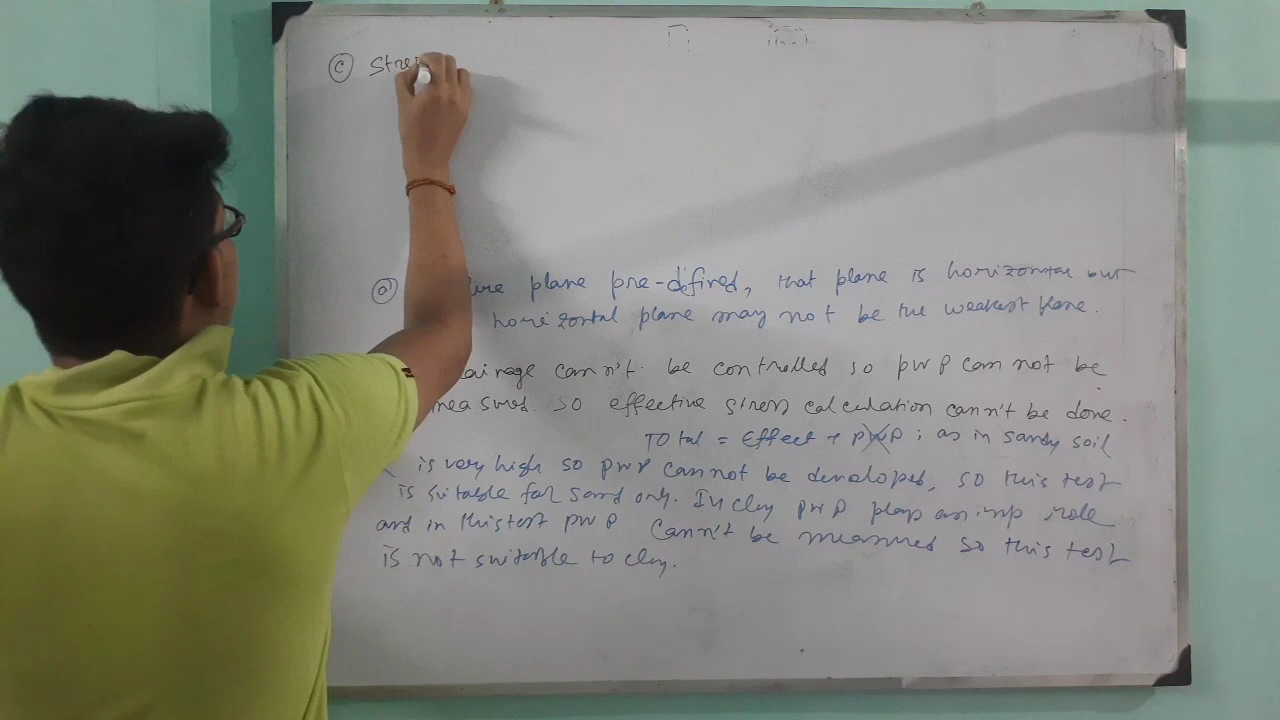 (c) Stre
(a) ure plane pre-defined, that plane is horizontal but
horizontal plane may not be the weakest plane.
airage cann't be controlled so pwp can not be
measured. so effective stress calculation cann't be done.
Total = Effect + PWP ; as in sandy soil
is very high so pwp cannot be developed, so this test
is suitable for sand only. In clay pwp plays an imp role
and in this test pwp cann't be measured so this test
is not suitable to clay.